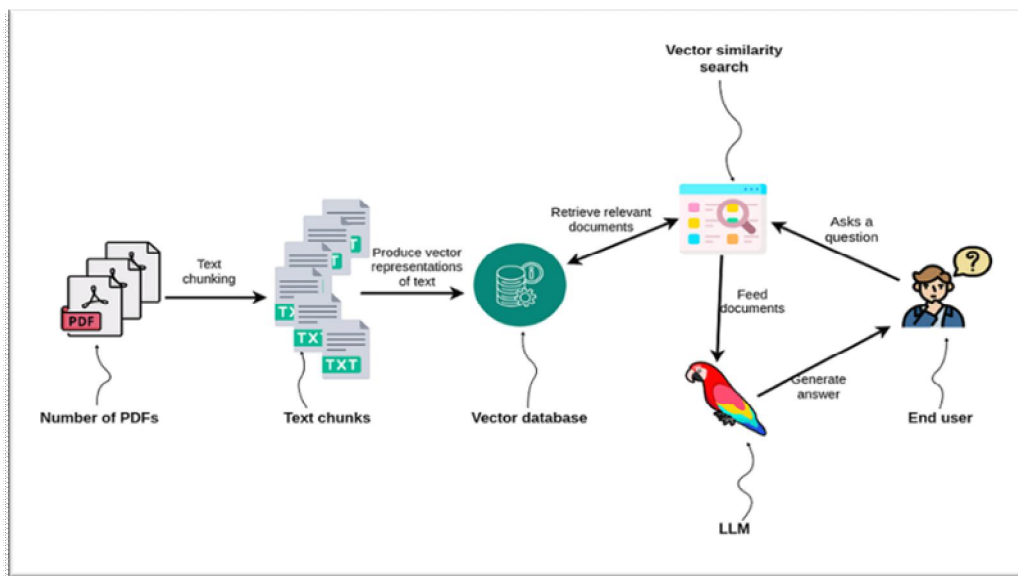 Vector similarity
search
Retrieve relevant
documents
Asks a
question
Text
chunking
Produce vector
representations
of text
Feed
documents
PDF
TXT
TXT
TXT
T
T
Generate
answer
Number of PDFs
Text chunks
Vector database
End user
LLM